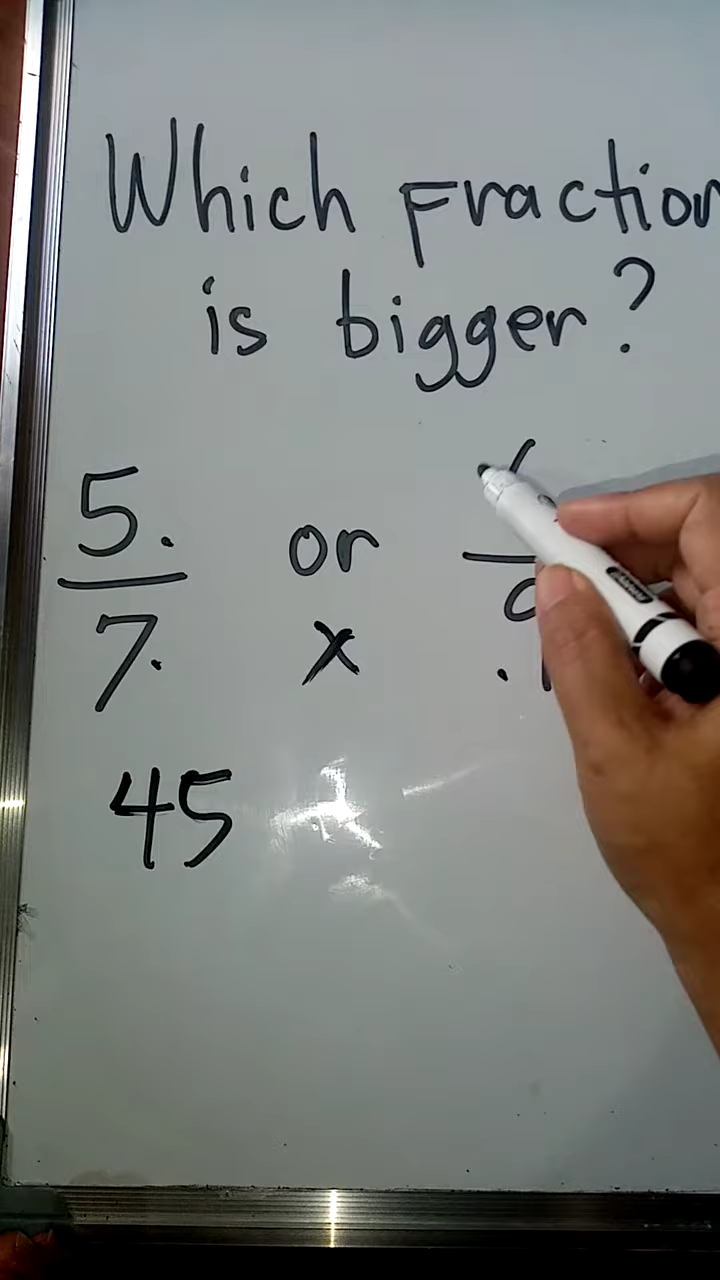 Which Fraction
is bigger?
5. or
7. x
45